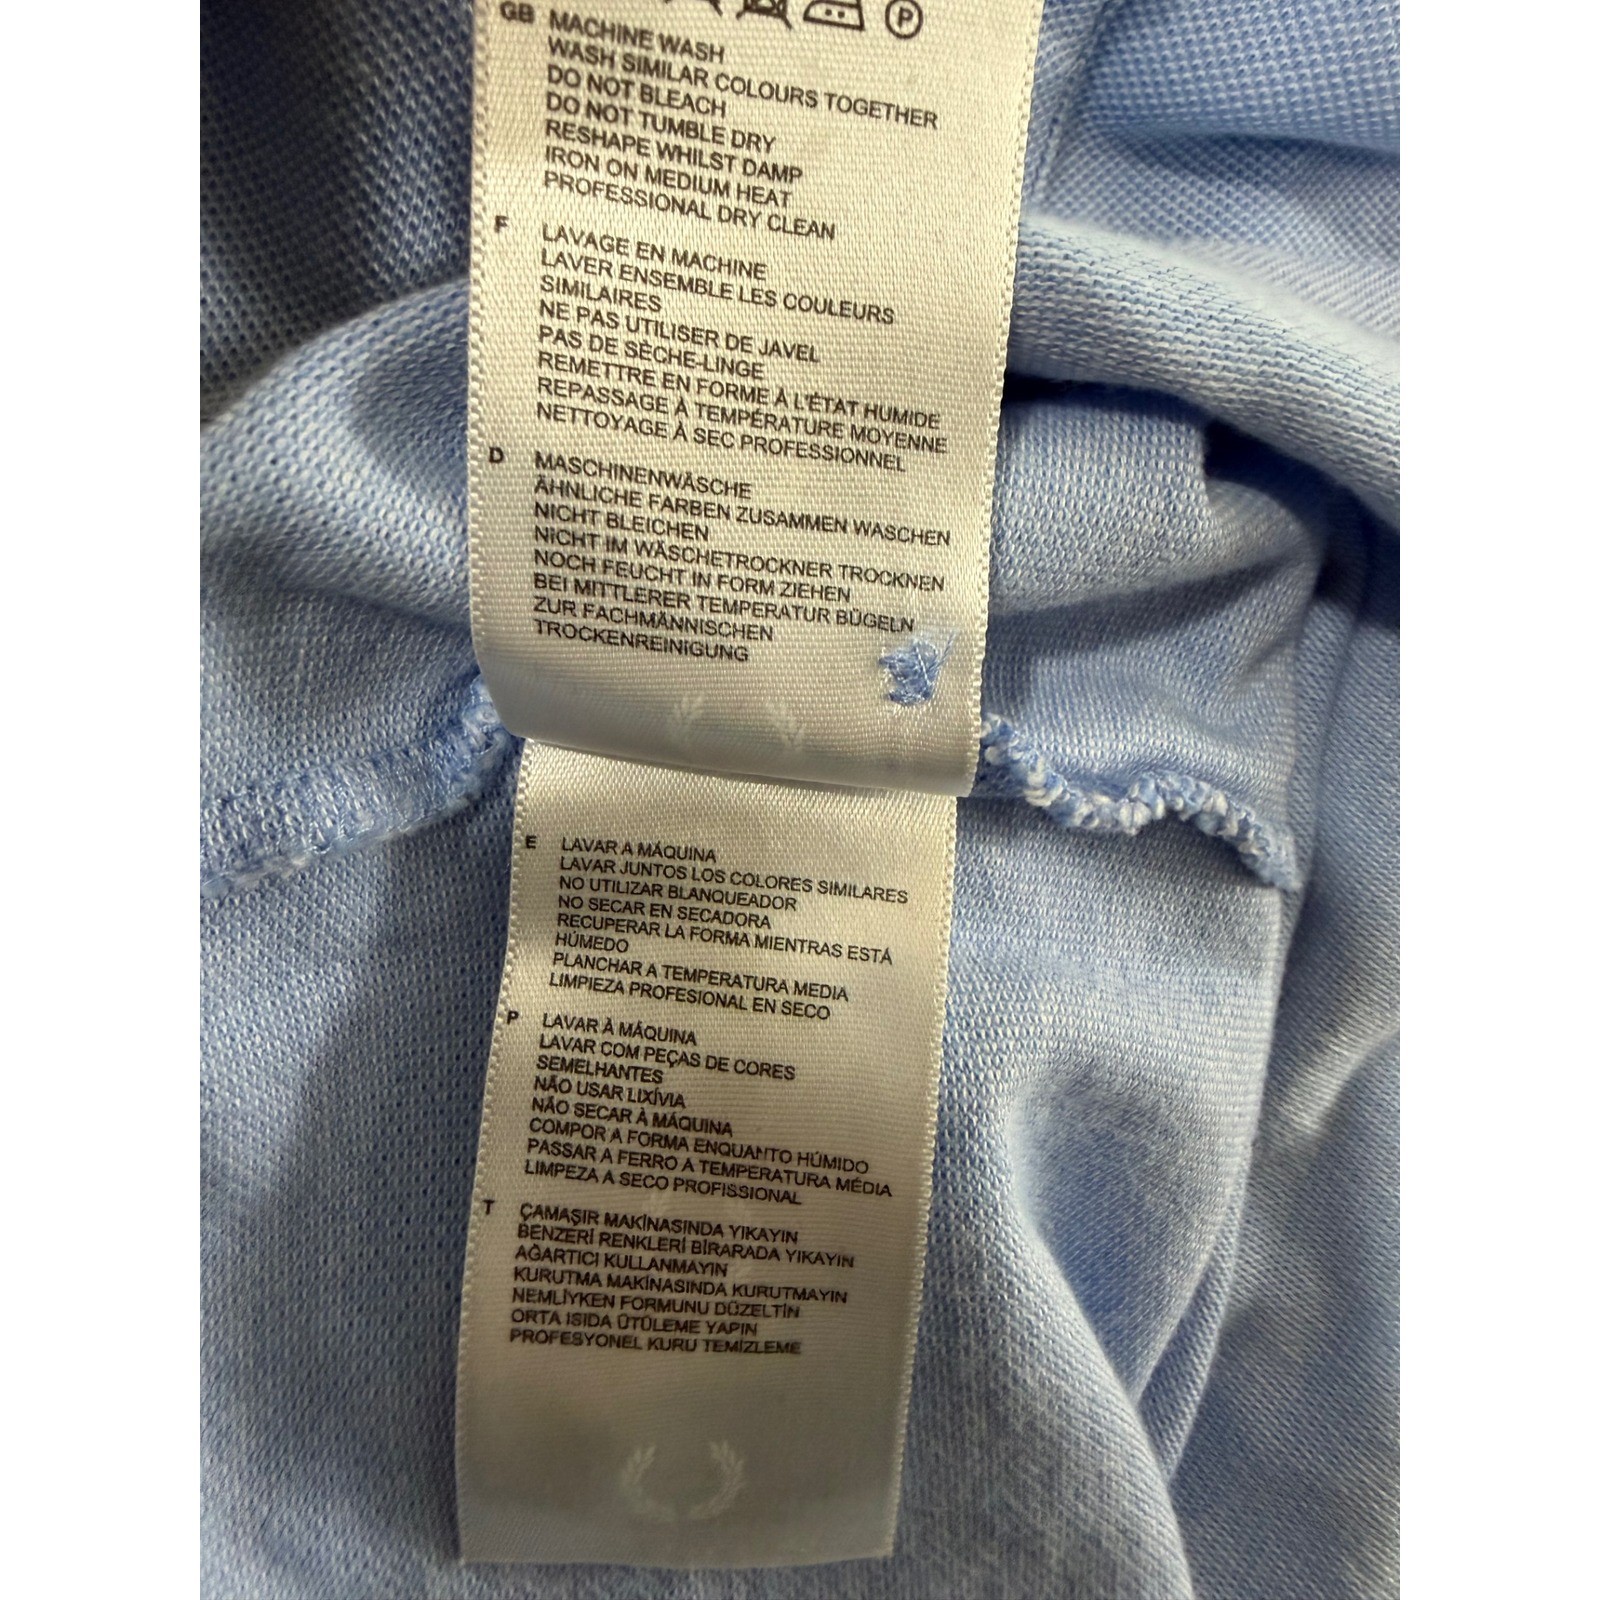 P
GB MACHINE WASH
WASH SIMILAR COLOURS TOGETHER
DO NOT BLEACH
DO NOT TUMBLE DRY
RESHAPE WHILST DAMP
IRON ON MEDIUM HEAT
PROFESSIONAL DRY CLEAN
F LAVAGE EN MACHINE
LAVER ENSEMBLE LES COULEURS
SIMILAIRES
NE PAS UTILISER DE JAVEL
PAS DE SÈCHE-LINGE
REMETTRE EN FORME À L'ÉTAT HUMIDE
REPASSAGE À TEMPÉRATURE MOYENNE
NETTOYAGE À SEC PROFESSIONNEL
D MASCHINENWÄSCHE
ÄHNLICHE FARBEN ZUSAMMEN WASCHEN
NICHT BLEICHEN
NICHT IM WÄSCHETROCKNER TROCKNEN
NOCH FEUCHT IN FORM ZIEHEN
BEI MITTLERER TEMPERATUR BÜGELN
ZUR FACHMÄNNISCHEN
TROCKENREINIGUNG
E LAVAR A MÁQUINA
LAVAR JUNTOS LOS COLORES SIMILARES
NO UTILIZAR BLANQUEADOR
NO SECAR EN SECADORA
RECUPERAR LA FORMA MIENTRAS ESTÁ
HÚMEDO
PLANCHAR A TEMPERATURA MEDIA
LIMPIEZA PROFESIONAL EN SECO
P LAVAR À MÁQUINA
LAVAR COM PEÇAS DE CORES
SEMELHANTES
NÃO USAR LIXÍVIA
NÃO SECAR À MÁQUINA
COMPOR A FORMA ENQUANTO HÚMIDO
PASSAR A FERRO A TEMPERATURA MÉDIA
LIMPEZA A SECO PROFISSIONAL
T ÇAMAŞIR MAKİNASINDA YIKAYIN
BENZERİ RENKLERİ BİRARADA YIKAYIN
AĞARTICI KULLANMAYIN
KURUTMA MAKİNASINDA KURUTMAYIN
NEMLİYKEN FORMUNU DÜZELTİN
ORTA ISIDA ÜTÜLEME YAPIN
PROFESYONEL KURU TEMİZLEME